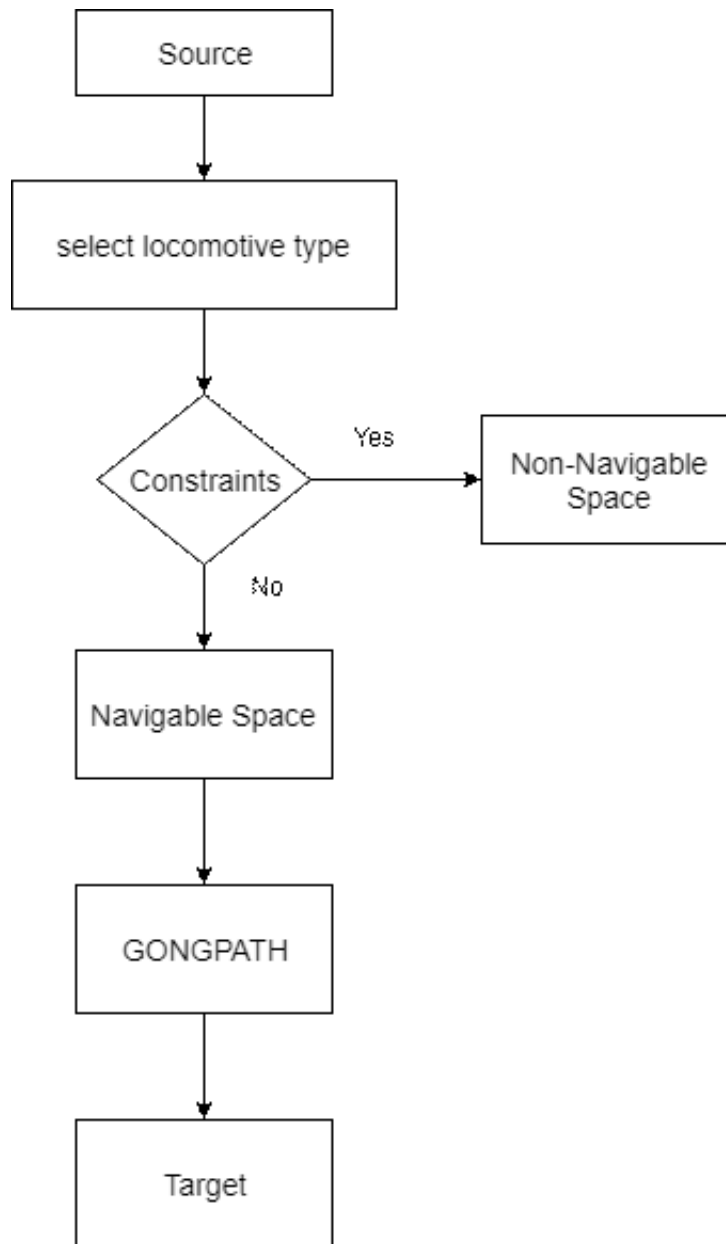 Source
select locomotive type
Constraints
Yes
Non-Navigable
Space
No
Navigable Space
GONGPATH
Target